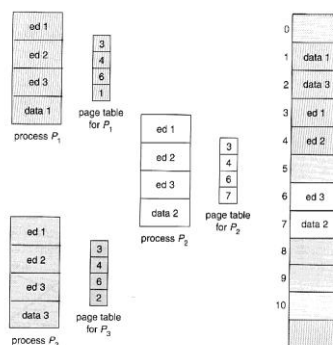 ed 1
ed 2
ed 3
data 1
process P1
3
4
6
1
page table
for P1
ed 1
ed 2
ed 3
data 2
process P2
3
4
6
7
page table
for P2
ed 1
ed 2
ed 3
data 3
process P3
3
4
6
2
page table
for P3
0
1 data 1
2 data 3
3 ed 1
4 ed 2
5
6 ed 3
7 data 2
8
9
10